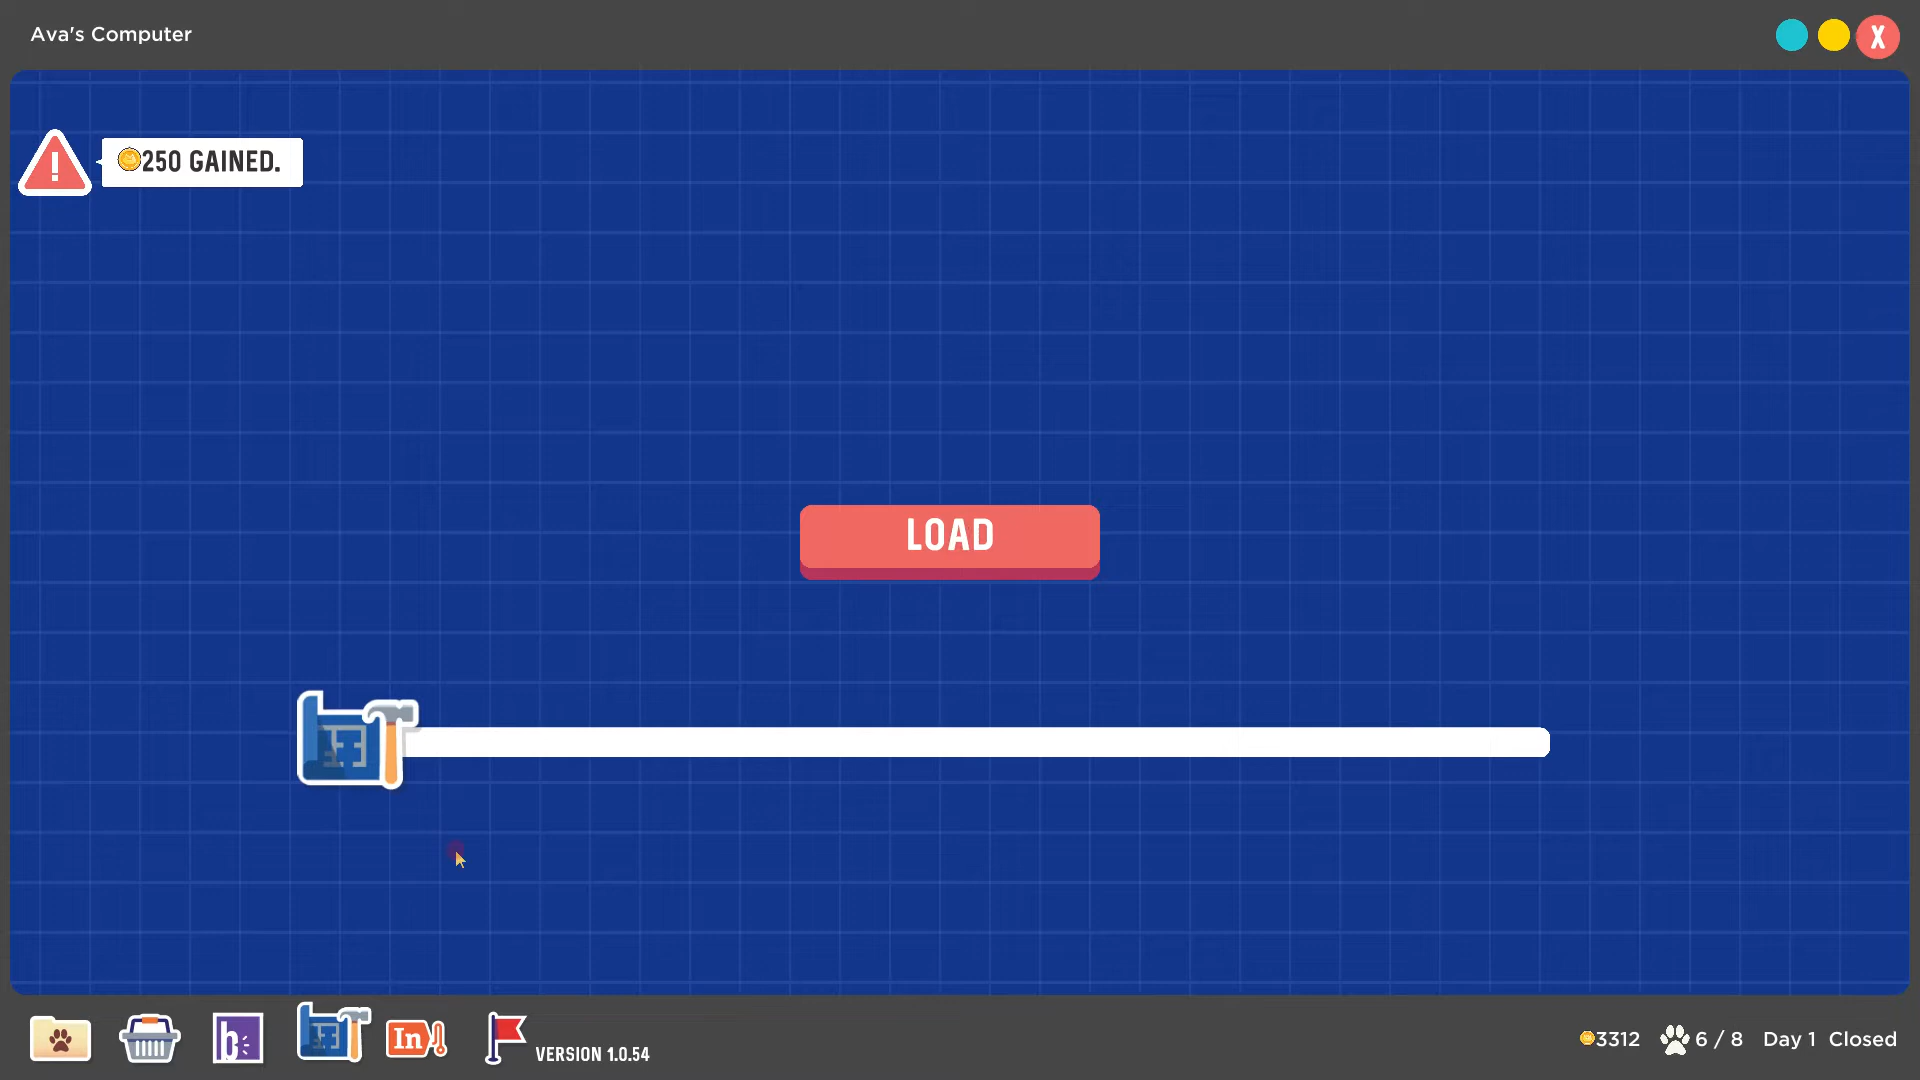 Ava's Computer
X
!
250 GAINED.
LOAD
b
In
VERSION 1.0.54
3312
6 / 8
Day 1
Closed